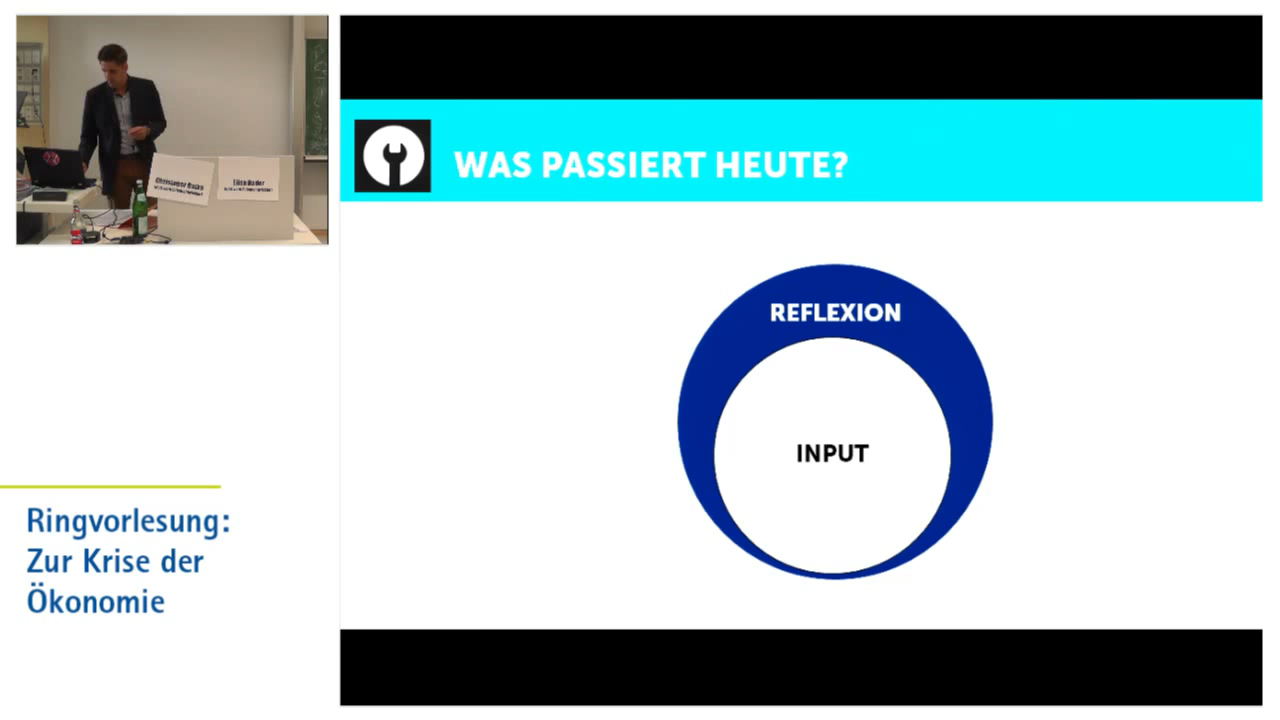 WAS PASSIERT HEUTE?
REFLEXION
INPUT
Ringvorlesung:
Zur Krise der
Ökonomie